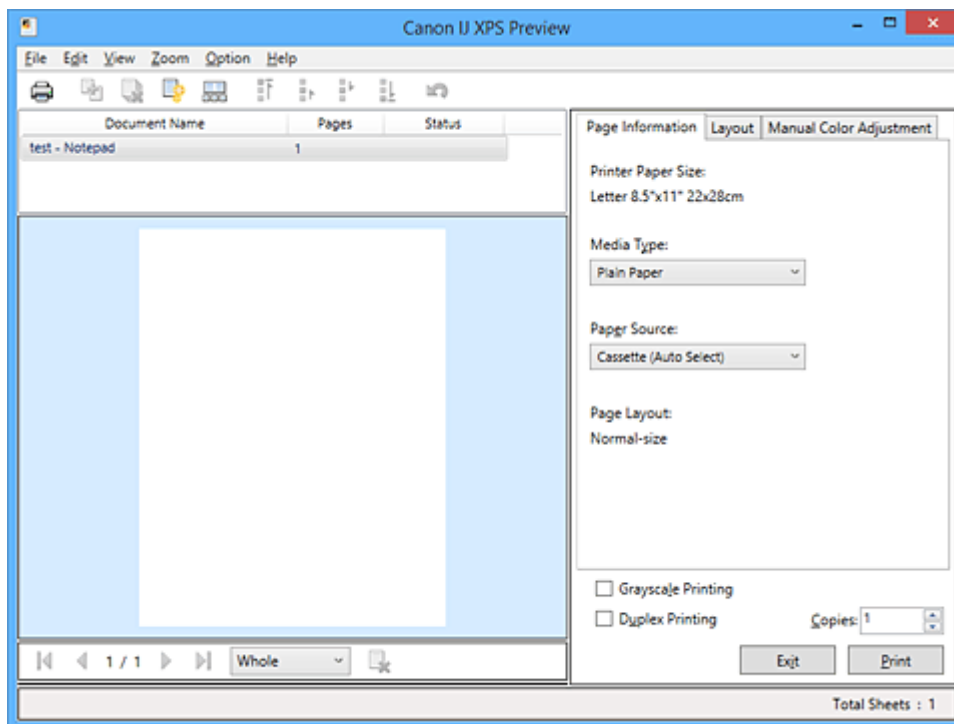 Canon IJ XPS Preview
File Edit View Zoom Option Help
Document Name Pages Status
test - Notepad 1
Page Information Layout Manual Color Adjustment
Printer Paper Size:
Letter 8.5"x11" 22x28cm
Media Type:
Plain Paper
Paper Source:
Cassette (Auto Select)
Page Layout:
Normal-size
Grayscale Printing
Duplex Printing Copies: 1
1 / 1 Whole
Exit Print
Total Sheets : 1